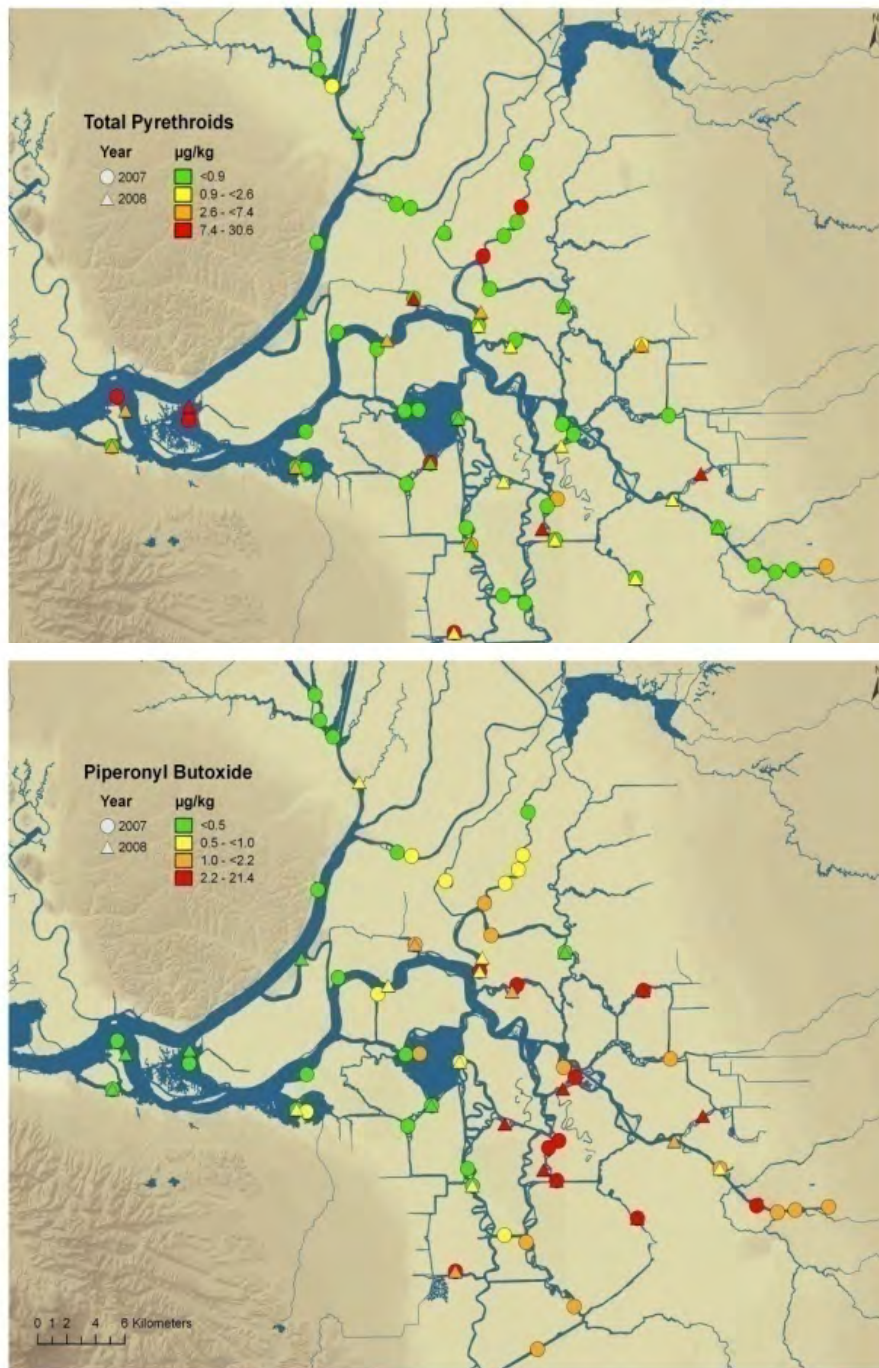 N
Total Pyrethroids
Year µg/kg
2007 <0.9
2008 0.9 - <2.6
2.6 - <7.4
7.4 - 30.6
N
Piperonyl Butoxide
Year µg/kg
2007 <0.5
2008 0.5 - <1.0
1.0 - <2.2
2.2 - 21.4
0 1 2 4 6 Kilometers